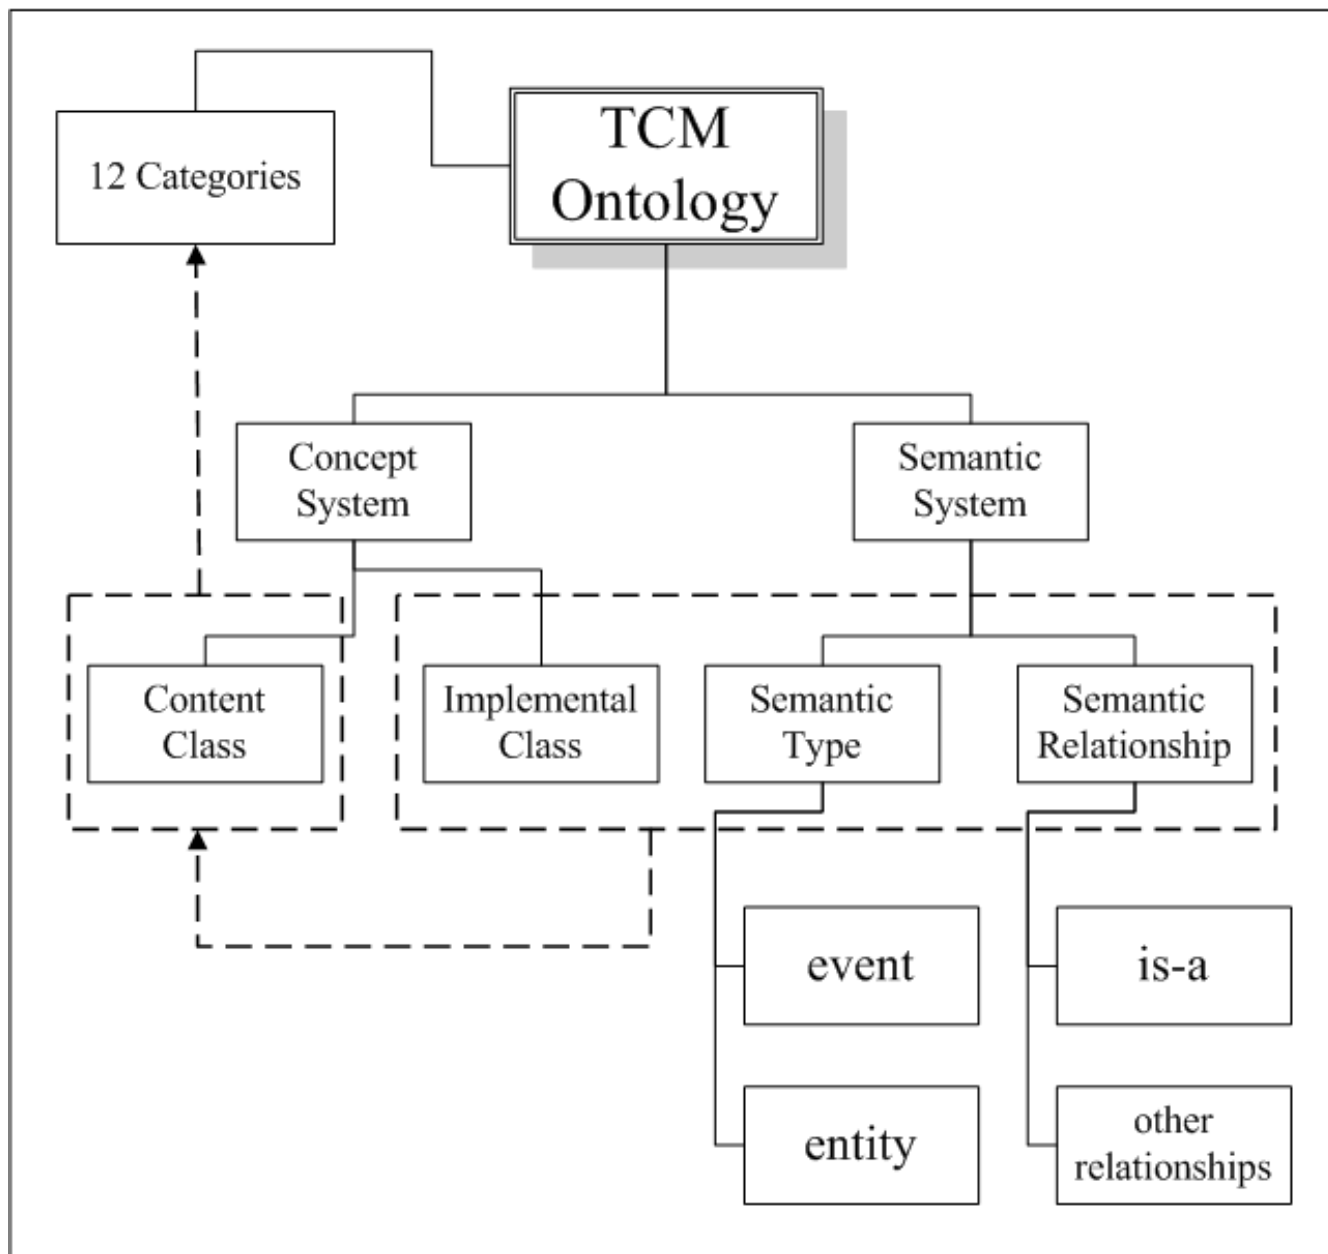 TCM
Ontology
12 Categories
Concept
System
Semantic
System
Content
Class
Implemental
Class
Semantic
Type
Semantic
Relationship
event
is-a
entity
other
relationships